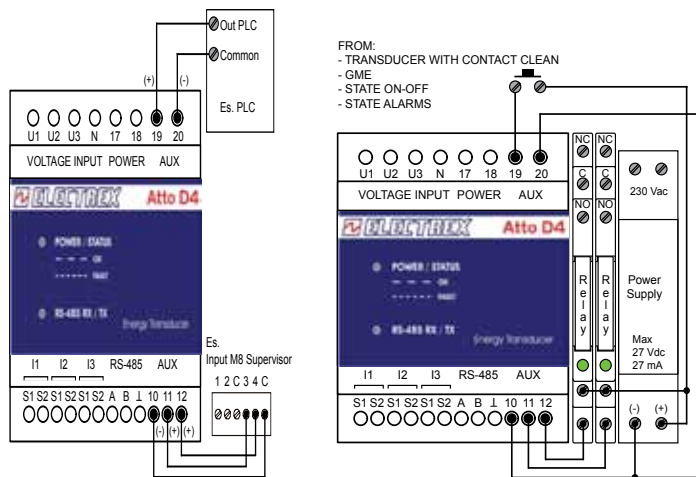 Out PLC
Common
(+) (-)
Es. PLC
U1 U2 U3 N 17 18 19 20
VOLTAGE INPUT POWER AUX
ELECTREX Atto D4
POWER / STATUS
ON
FAULT
RS-485 RX / TX
Energy Transducer
I1 I2 I3 RS-485 AUX
S1 S2 S1 S2 S1 S2 A B ⊥ 10 11 12
(-) (+) (+)
Es.
Input M8 Supervisor
1 2 C 3 4 C
FROM:
- TRANSDUCER WITH CONTACT CLEAN
- GME
- STATE ON-OFF
- STATE ALARMS
U1 U2 U3 N 17 18 19 20
VOLTAGE INPUT POWER AUX
ELECTREX Atto D4
POWER / STATUS
ON
FAULT
RS-485 RX / TX
Energy Transducer
I1 I2 I3 RS-485 AUX
S1 S2 S1 S2 S1 S2 A B ⊥ 10 11 12
NC NC
C C
NO NO
Relay Relay
230 Vac
Power
Supply
Max
27 Vdc
27 mA
(-) (+)